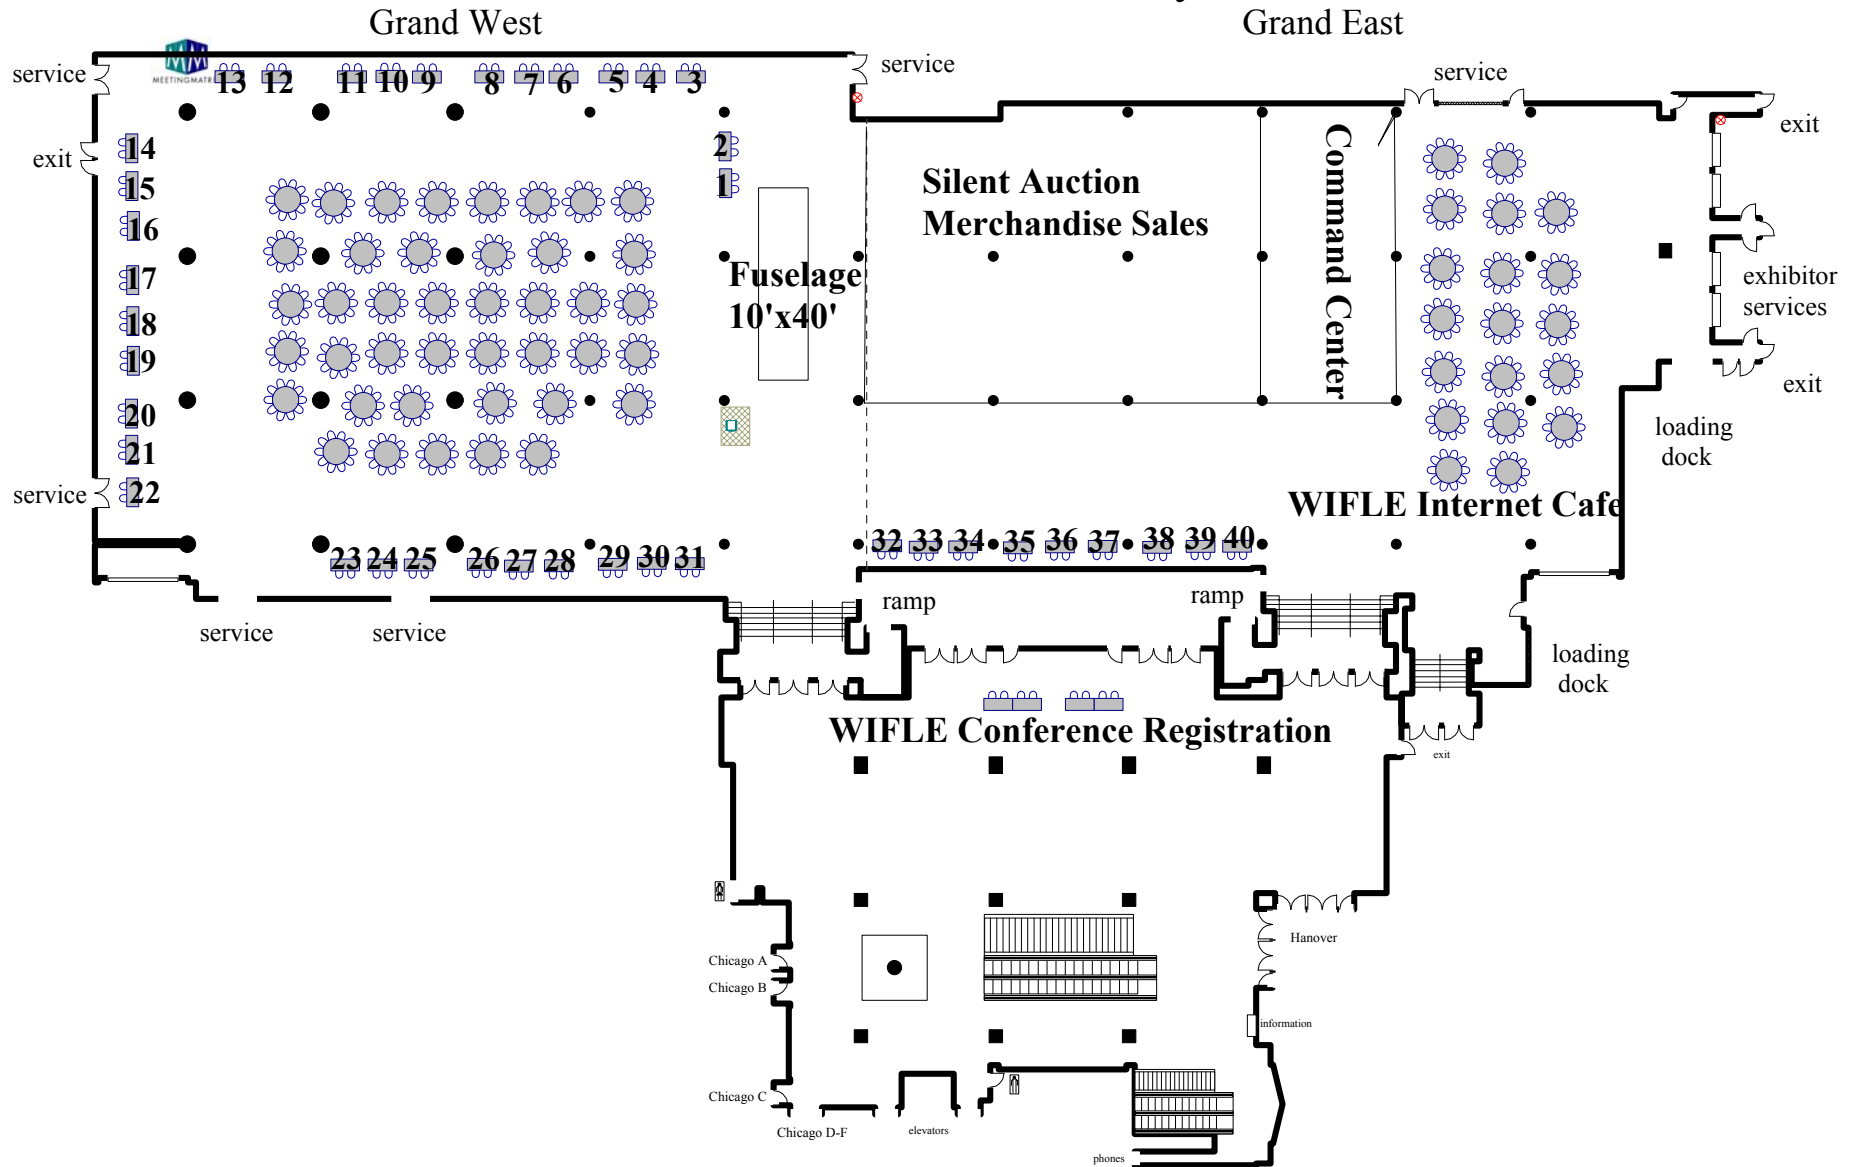 Grand West
Grand East
service
MEETINGMATRI
13
12
11
10
9
8
7
6
5
4
3
service
service
exit
exit
14
15
16
17
18
19
20
21
22
2
1
Silent Auction
Merchandise Sales
Command Center
Fuselage
10'x40'
exhibitor
services
exit
loading
dock
service
WIFLE Internet Cafe
23
24
25
26
27
28
29
30
31
32
33
34
35
36
37
38
39
40
service
service
ramp
ramp
loading
dock
WIFLE Conference Registration
exit
Hanover
Chicago A
Chicago B
information
Chicago C
Chicago D-F
elevators
phones